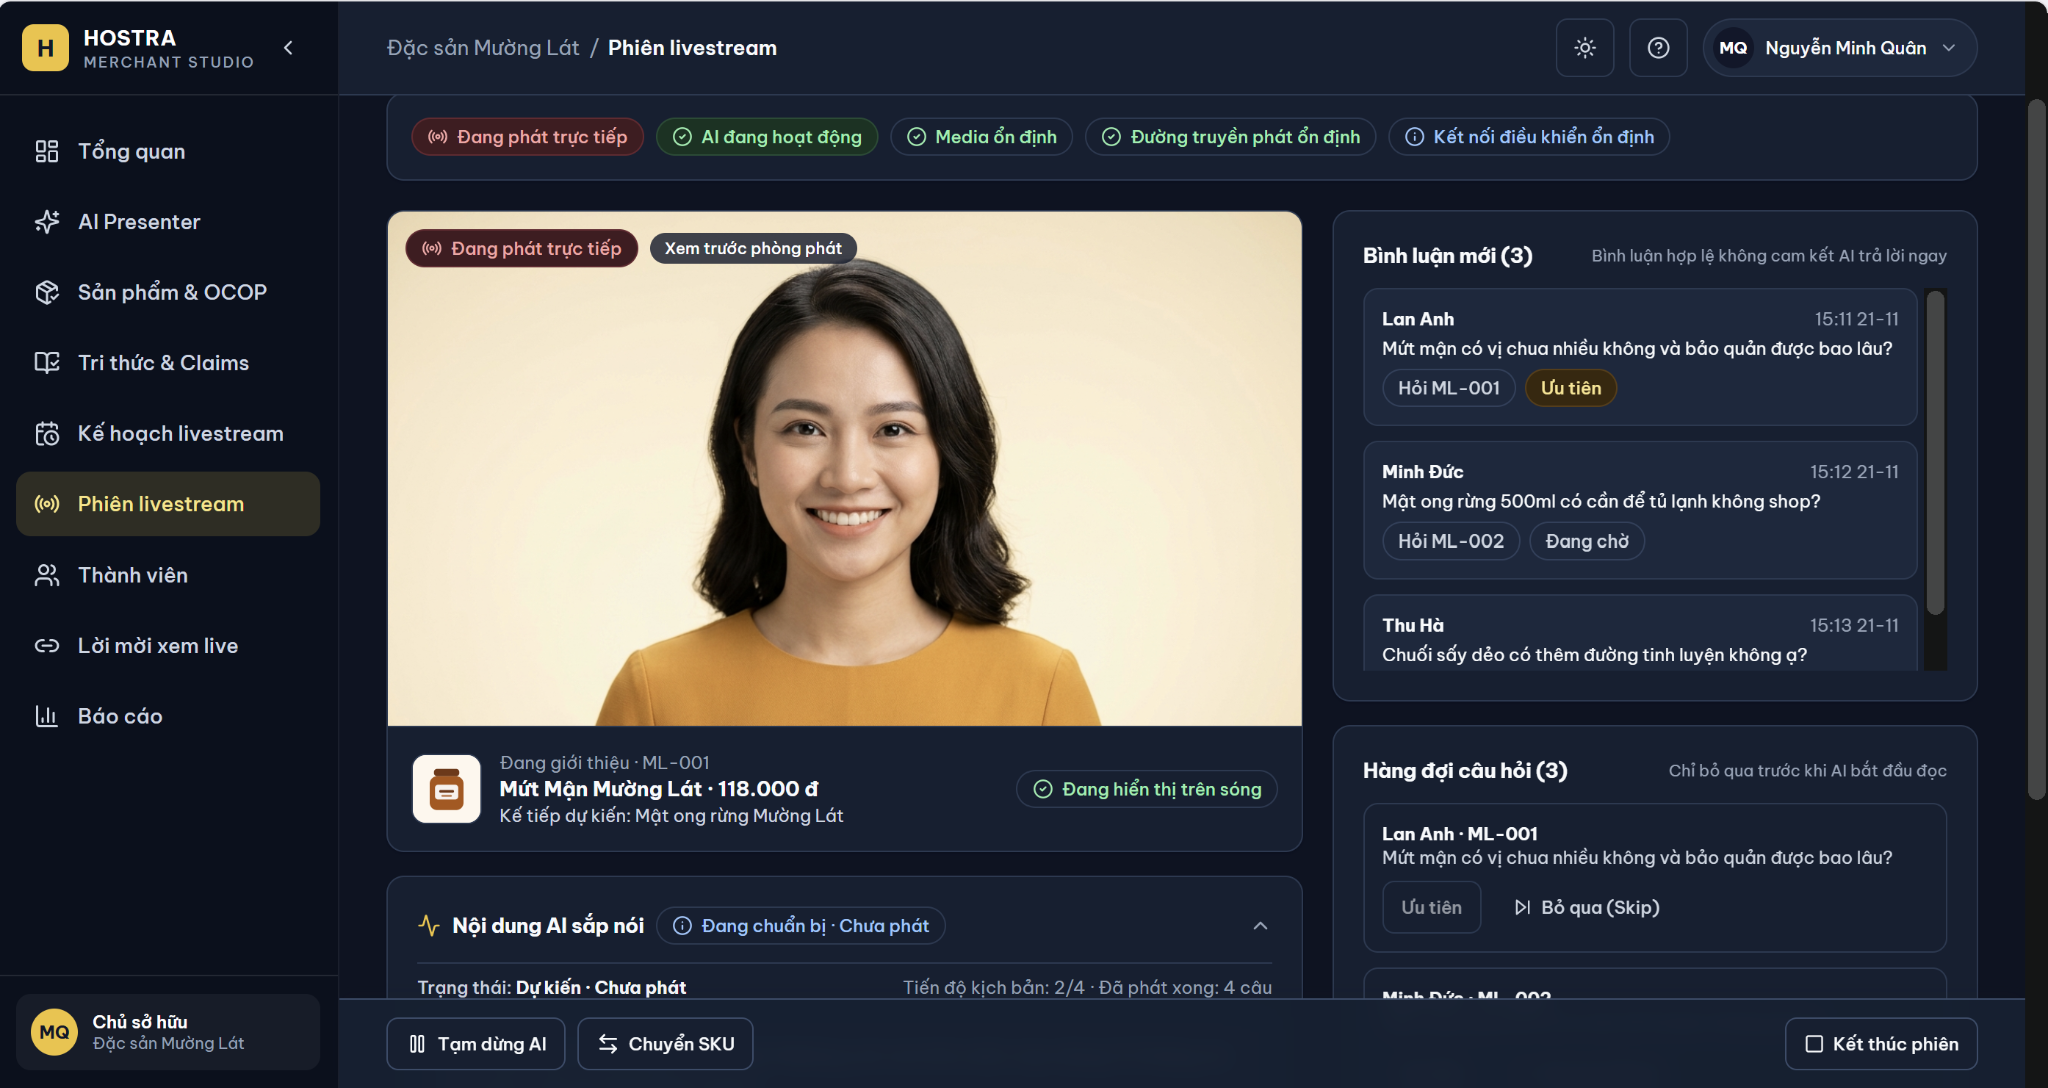 H
HOSTRA
MERCHANT STUDIO
Đặc sản Mường Lát / Phiên livestream
MQ Nguyễn Minh Quân
Tổng quan
AI Presenter
Sản phẩm & OCOP
Tri thức & Claims
Kế hoạch livestream
Phiên livestream
Thành viên
Lời mời xem live
Báo cáo
MQ
Chủ sở hữu
Đặc sản Mường Lát
Đang phát trực tiếp
AI đang hoạt động
Media ổn định
Đường truyền phát ổn định
Kết nối điều khiển ổn định
Đang phát trực tiếp
Xem trước phòng phát
Đang giới thiệu · ML-001
Mứt Mận Mường Lát · 118.000 đ
Kế tiếp dự kiến: Mật ong rừng Mường Lát
Đang hiển thị trên sóng
Nội dung AI sắp nói
Đang chuẩn bị · Chưa phát
Trạng thái: Dự kiến · Chưa phát
Tiến độ kịch bản: 2/4 · Đã phát xong: 4 câu
Bình luận mới (3)
Bình luận hợp lệ không cam kết AI trả lời ngay
Lan Anh
15:11 21-11
Mứt mận có vị chua nhiều không và bảo quản được bao lâu?
Hỏi ML-001
Ưu tiên
Minh Đức
15:12 21-11
Mật ong rừng 500ml có cần để tủ lạnh không shop?
Hỏi ML-002
Đang chờ
Thu Hà
15:13 21-11
Chuối sấy dẻo có thêm đường tinh luyện không ạ?
Hàng đợi câu hỏi (3)
Chỉ bỏ qua trước khi AI bắt đầu đọc
Lan Anh · ML-001
Mứt mận có vị chua nhiều không và bảo quản được bao lâu?
Ưu tiên
Bỏ qua (Skip)
Minh Đức · ML-002
Tạm dừng AI
Chuyển SKU
Kết thúc phiên